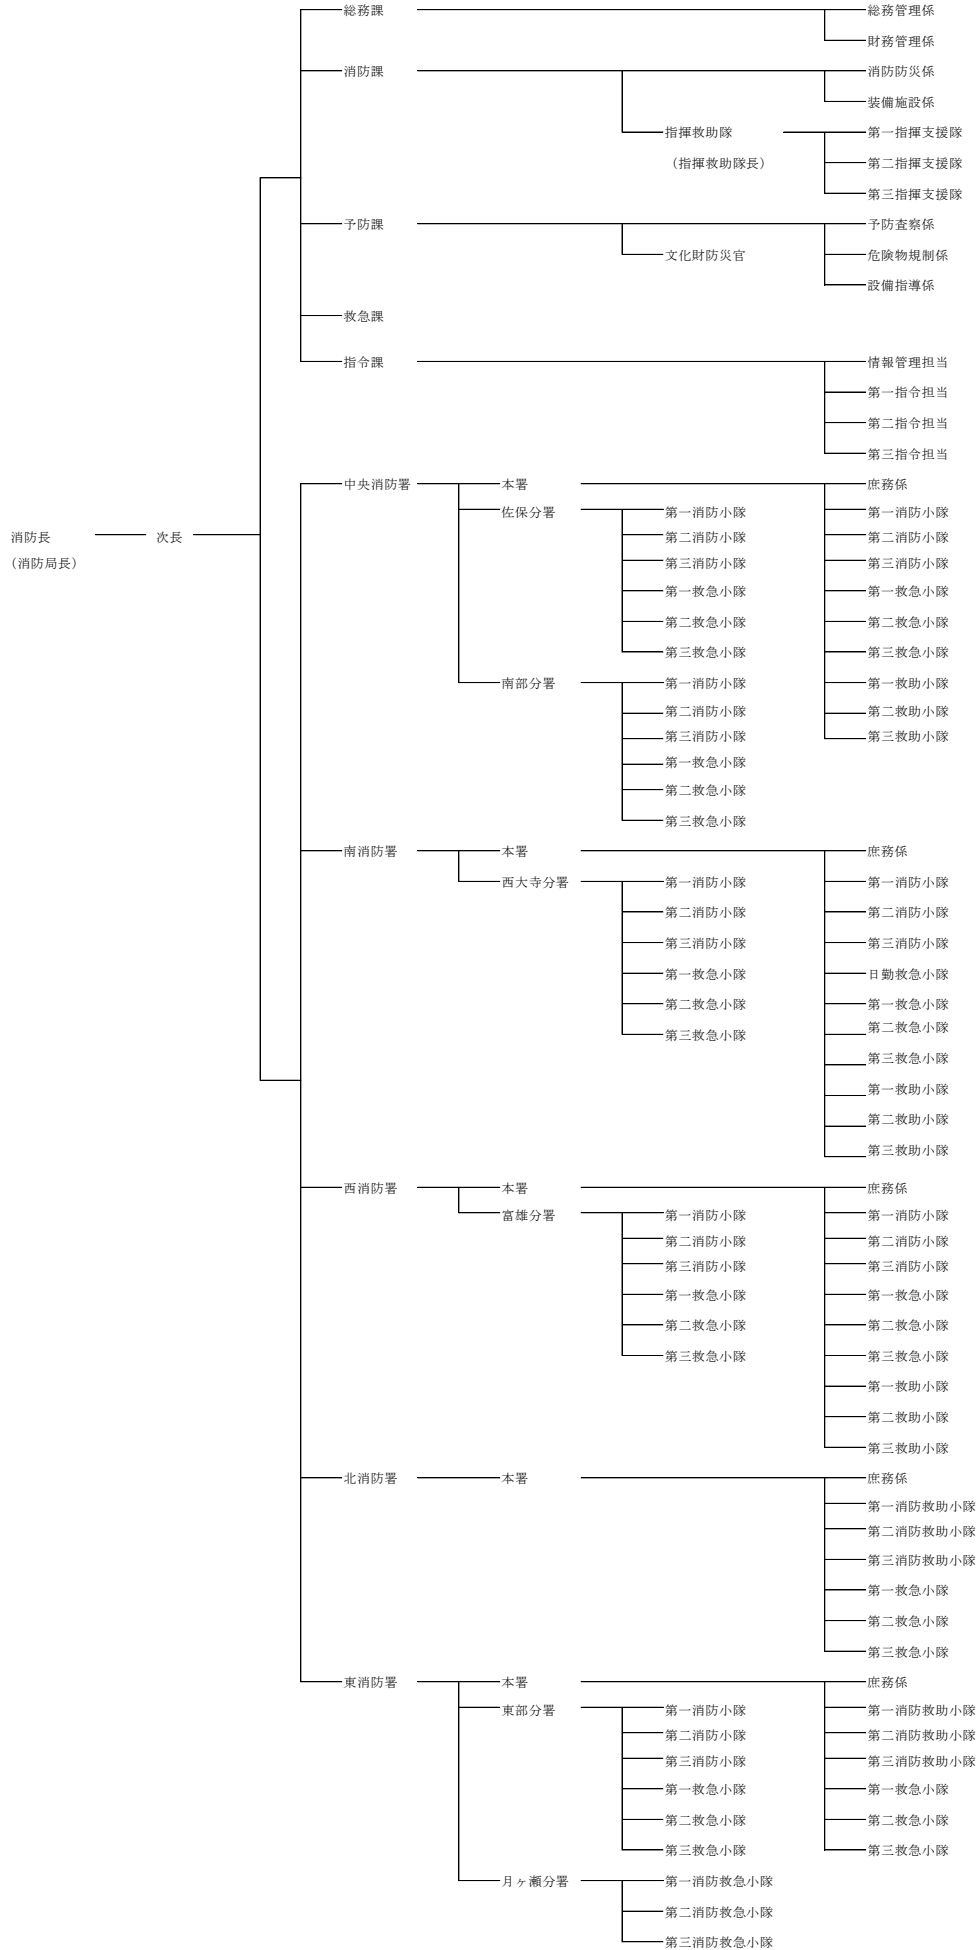 総務課 総務管理係
財務管理係
消防課 消防防災係
装備施設係
指揮救助隊 第一指揮支援隊
（指揮救助隊長） 第二指揮支援隊
第三指揮支援隊
予防課 予防査察係
文化財防災官 危険物規制係
設備指導係
救急課
指令課 情報管理担当
第一指令担当
第二指令担当
第三指令担当
中央消防署 本署 庶務係
佐保分署 第一消防小隊 第一消防小隊
消防長 次長 第二消防小隊 第二消防小隊
（消防局長） 第三消防小隊 第三消防小隊
第一救急小隊 第一救急小隊
第二救急小隊 第二救急小隊
第三救急小隊 第三救急小隊
南部分署 第一消防小隊 第一救助小隊
第二消防小隊 第二救助小隊
第三消防小隊 第三救助小隊
第一救急小隊
第二救急小隊
第三救急小隊
南消防署 本署 庶務係
西大寺分署 第一消防小隊 第一消防小隊
第二消防小隊 第二消防小隊
第三消防小隊 第三消防小隊
第一救急小隊 日勤救急小隊
第二救急小隊 第一救急小隊
第二救急小隊
第三救急小隊
第三救急小隊
第一救助小隊
第二救助小隊
第三救助小隊
西消防署 本署 庶務係
富雄分署 第一消防小隊 第一消防小隊
第二消防小隊 第二消防小隊
第三消防小隊 第三消防小隊
第一救急小隊 第一救急小隊
第二救急小隊 第二救急小隊
第三救急小隊 第三救急小隊
第一救助小隊
第二救助小隊
第三救助小隊
北消防署 本署 庶務係
第一消防救助小隊
第二消防救助小隊
第三消防救助小隊
第一救急小隊
第二救急小隊
第三救急小隊
東消防署 本署 庶務係
東部分署 第一消防小隊 第一消防救助小隊
第二消防小隊 第二消防救助小隊
第三消防小隊 第三消防救助小隊
第一救急小隊 第一救急小隊
第二救急小隊 第二救急小隊
第三救急小隊 第三救急小隊
月ヶ瀬分署 第一消防救急小隊
第二消防救急小隊
第三消防救急小隊